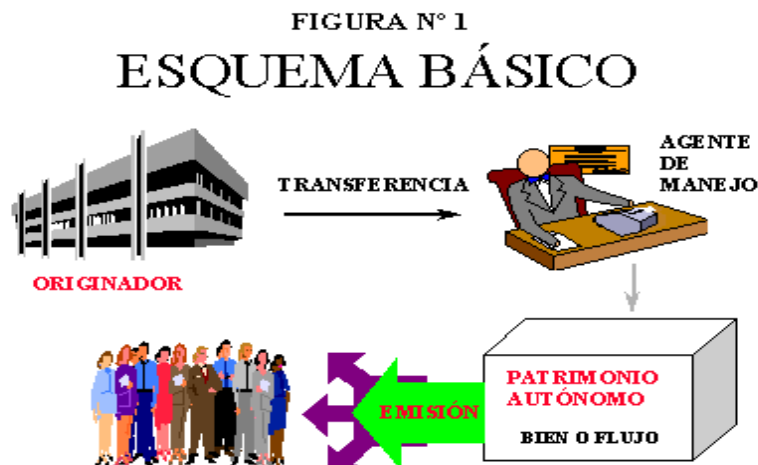 FIGURA N° 1
ESQUEMA BÁSICO
AGENTE
DE
MANEJO
TRANSFERENCIA
ORIGINADOR
PATRIMONIO
AUTÓNOMO
EMISIÓN
BIEN O FLUJO